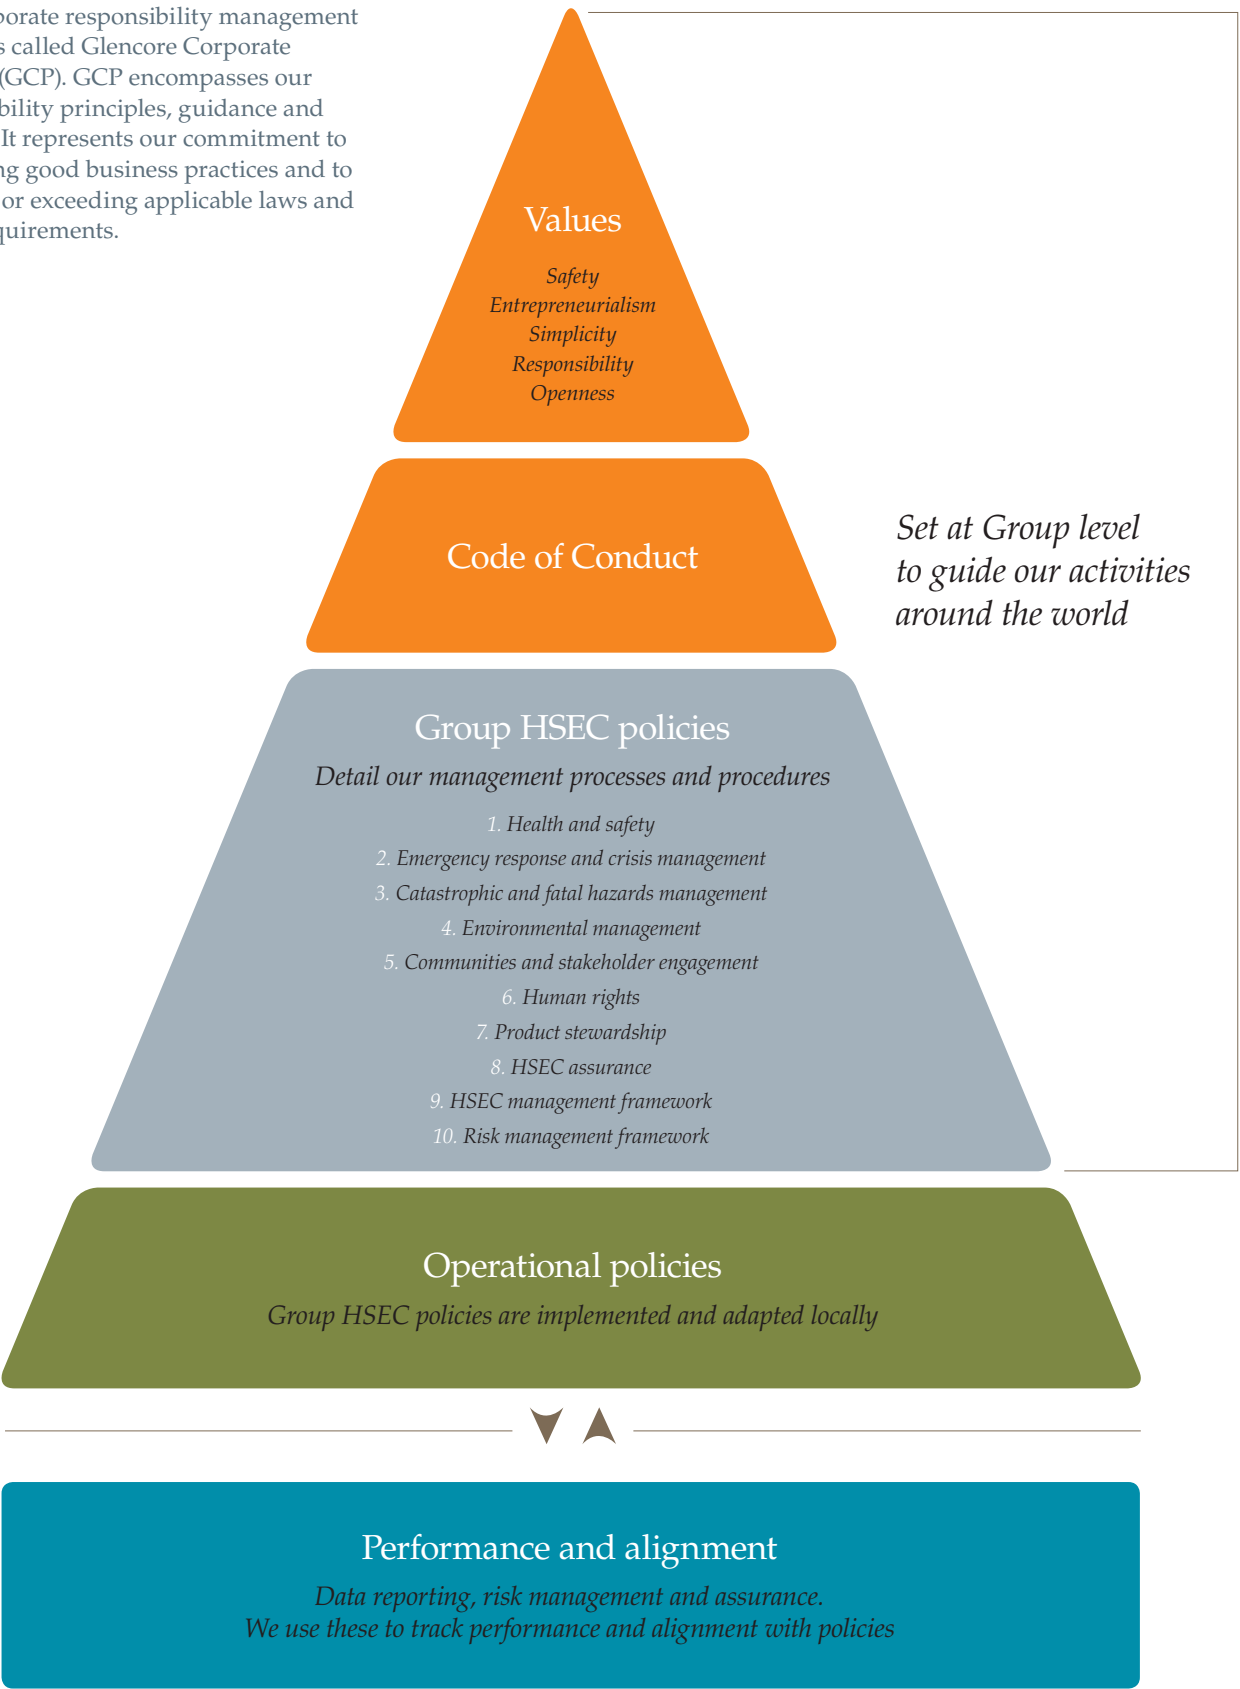 porate responsibility management
s called Glencore Corporate
(GCP). GCP encompasses our
bility principles, guidance and
It represents our commitment to
ng good business practices and to
or exceeding applicable laws and
quirements.
Values
Safety
Entrepreneurialism
Simplicity
Responsibility
Openness
Code of Conduct
Set at Group level
to guide our activities
around the world
Group HSEC policies
Detail our management processes and procedures
1. Health and safety
2. Emergency response and crisis management
3. Catastrophic and fatal hazards management
4. Environmental management
5. Communities and stakeholder engagement
6. Human rights
7. Product stewardship
8. HSEC assurance
9. HSEC management framework
10. Risk management framework
Operational policies
Group HSEC policies are implemented and adapted locally
Performance and alignment
Data reporting, risk management and assurance.
We use these to track performance and alignment with policies